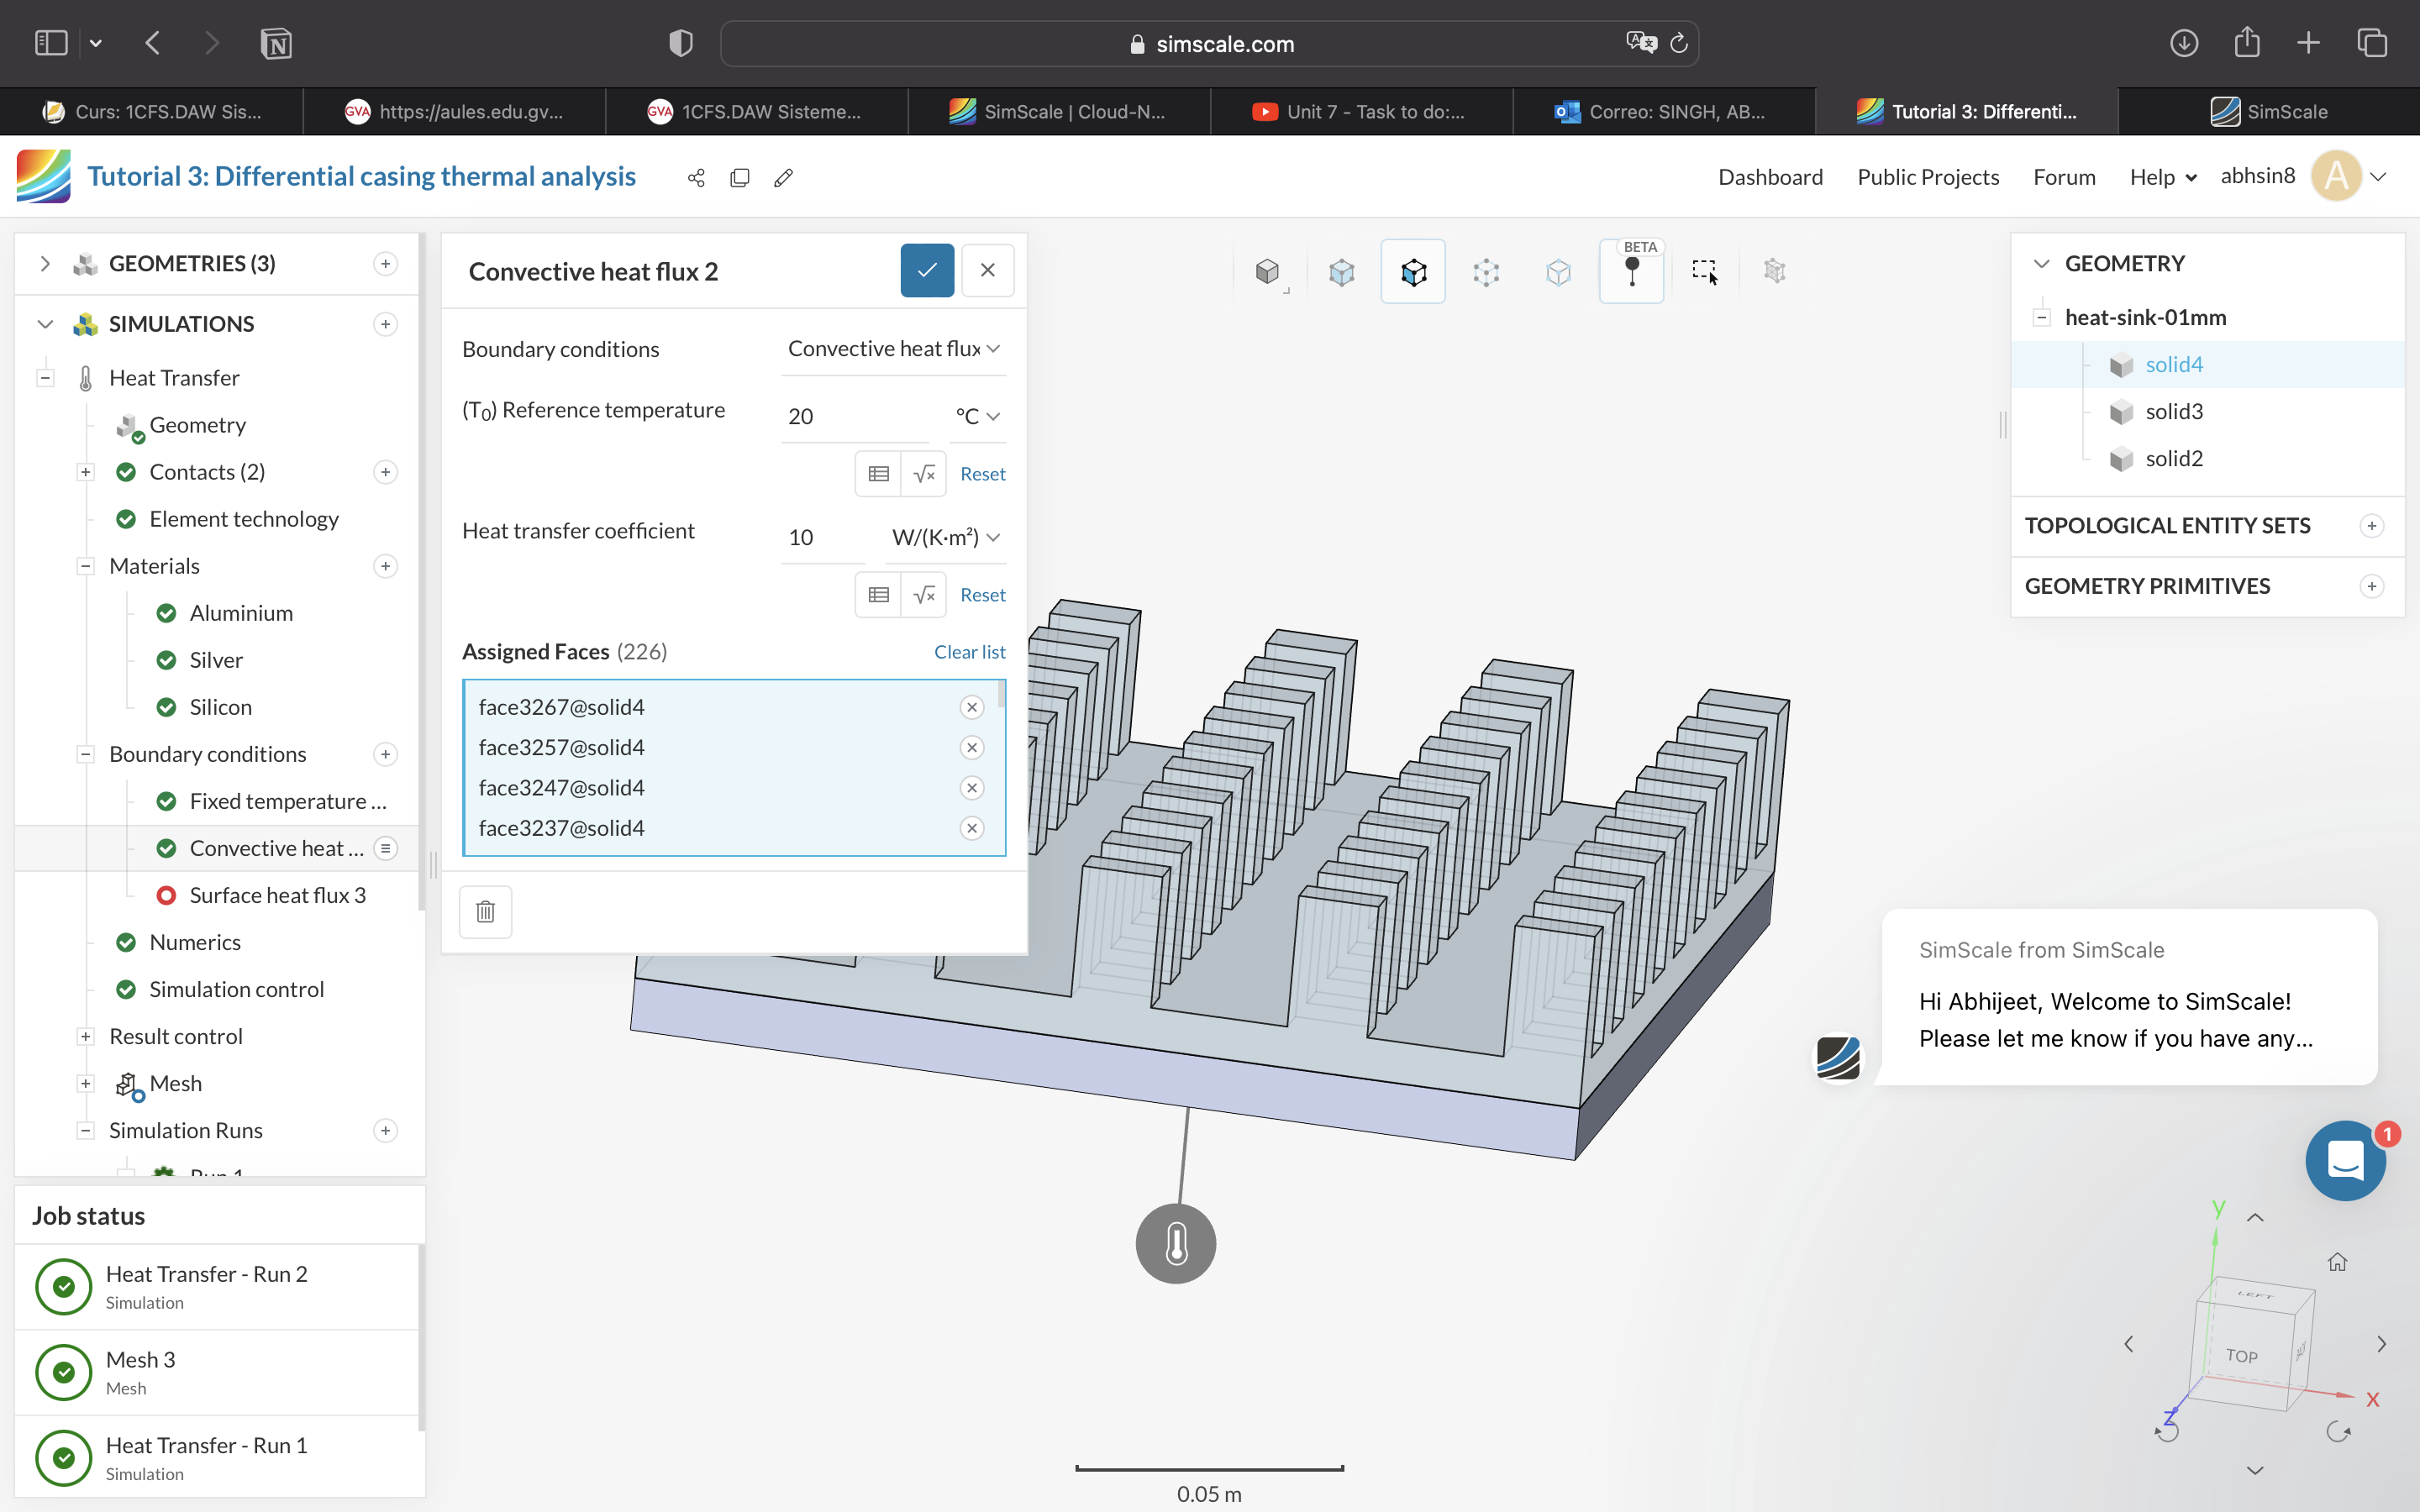 simscale.com
Curs: 1CFS.DAW Sis...
GVA https://aules.edu.gv...
GVA 1CFS.DAW Sisteme...
SimScale | Cloud-N...
Unit 7 - Task to do:...
Correo: SINGH, AB...
Tutorial 3: Differenti...
SimScale
Tutorial 3: Differential casing thermal analysis
Dashboard
Public Projects
Forum
Help
abhsin8
A
GEOMETRIES (3)
SIMULATIONS
Heat Transfer
Geometry
Contacts (2)
Element technology
Materials
Aluminium
Silver
Silicon
Boundary conditions
Fixed temperature ...
Convective heat ...
Surface heat flux 3
Numerics
Simulation control
Result control
Mesh
Simulation Runs
Run 1
Job status
Heat Transfer - Run 2
Simulation
Mesh 3
Mesh
Heat Transfer - Run 1
Simulation
Convective heat flux 2
Boundary conditions
Convective heat flux
(T₀) Reference temperature
20
°C
√x
Reset
Heat transfer coefficient
10
W/(K·m²)
√x
Reset
Assigned Faces (226)
Clear list
face3267@solid4
face3257@solid4
face3247@solid4
face3237@solid4
BETA
GEOMETRY
heat-sink-01mm
solid4
solid3
solid2
TOPOLOGICAL ENTITY SETS
GEOMETRY PRIMITIVES
SimScale from SimScale
Hi Abhijeet, Welcome to SimScale!
Please let me know if you have any...
1
y
LEFT
TOP
x
z
0.05 m